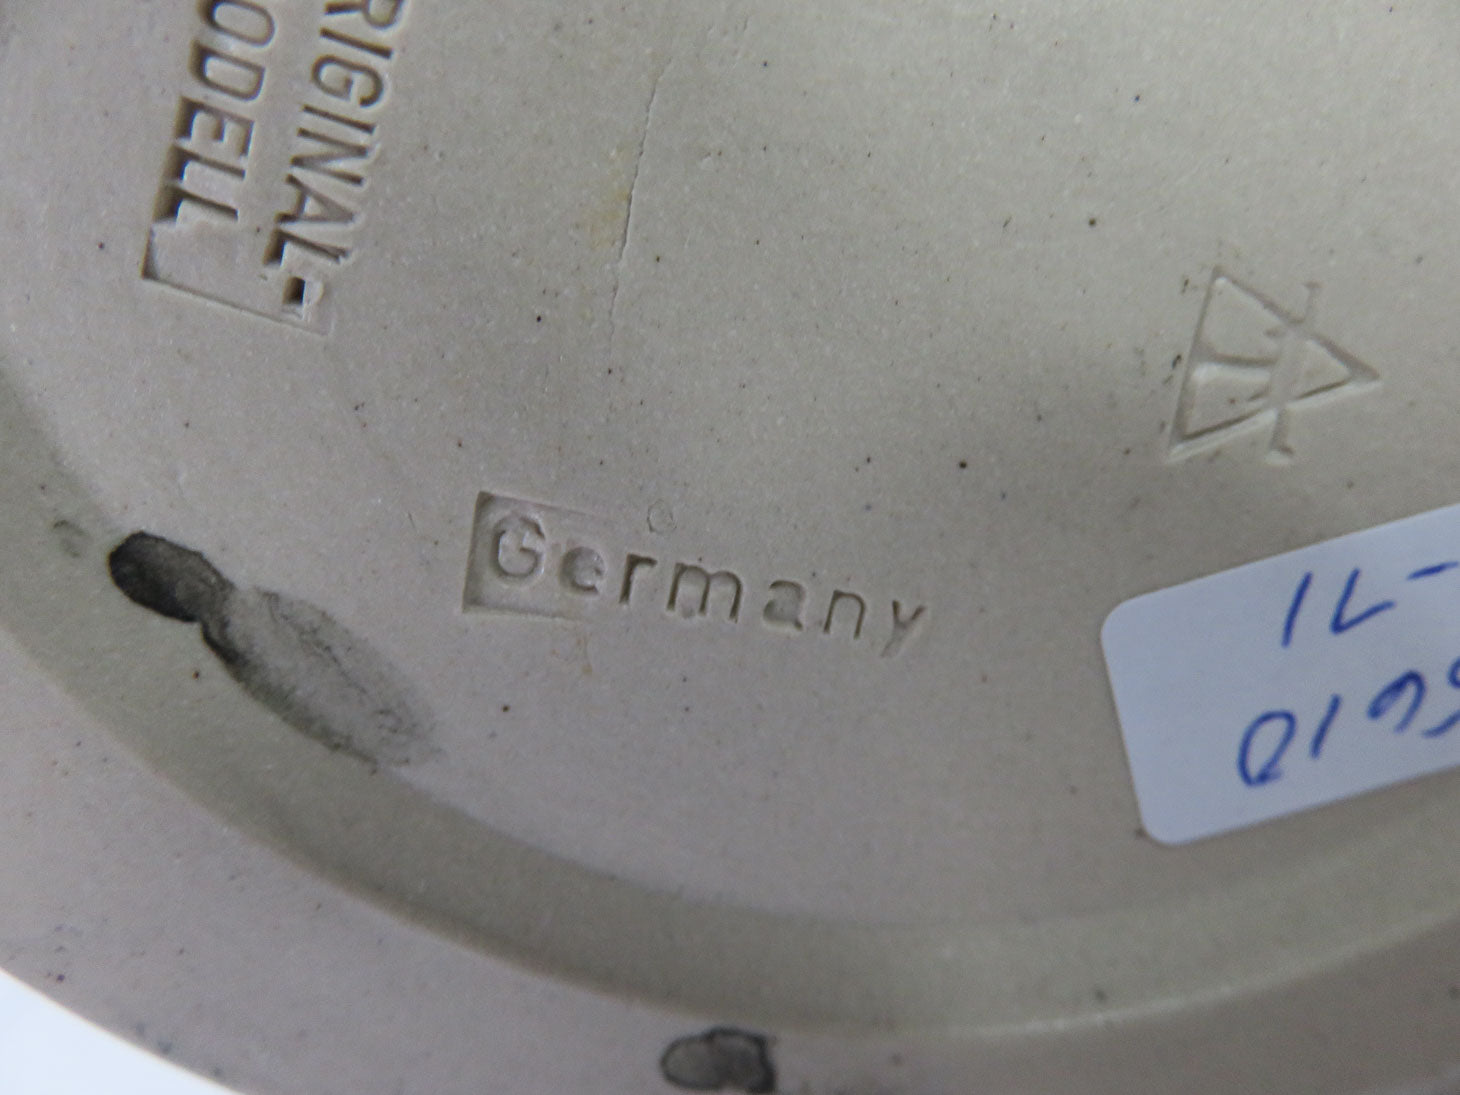 RIGINAL-
ODELL
Germany